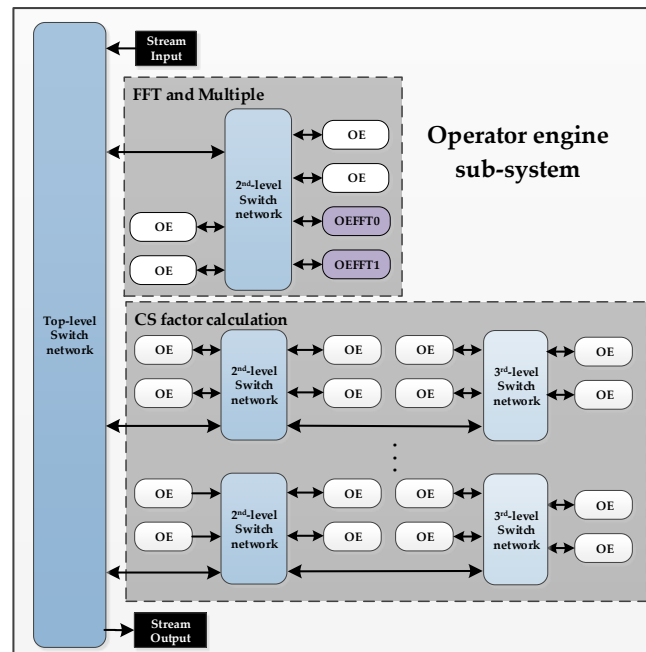 Stream
Input
FFT and Multiple
Operator engine
sub-system
OE
OE
2nd-level
Switch
network
OE
OEFFT0
OE
OEFFT1
Top-level
Switch
network
CS factor calculation
OE
OE
OE
OE
2nd-level
Switch
network
3rd-level
Switch
network
OE
OE
OE
OE
. . .
OE
OE
OE
OE
2nd-level
Switch
network
3rd-level
Switch
network
OE
OE
OE
OE
Stream
Output